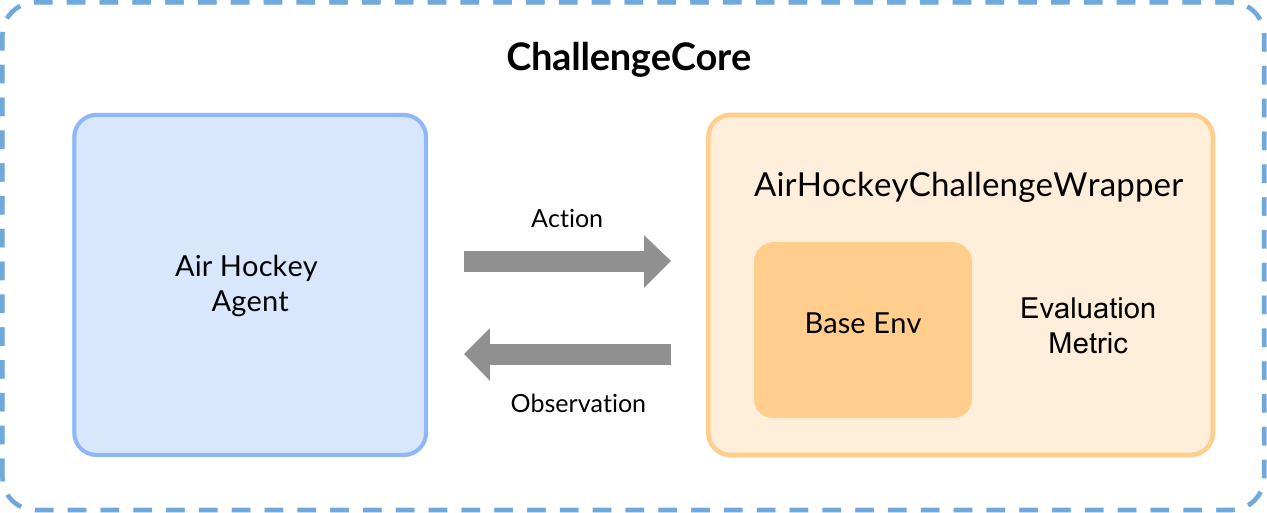 ChallengeCore
Air Hockey
Agent
Action
Observation
AirHockeyChallengeWrapper
Base Env
Evaluation
Metric